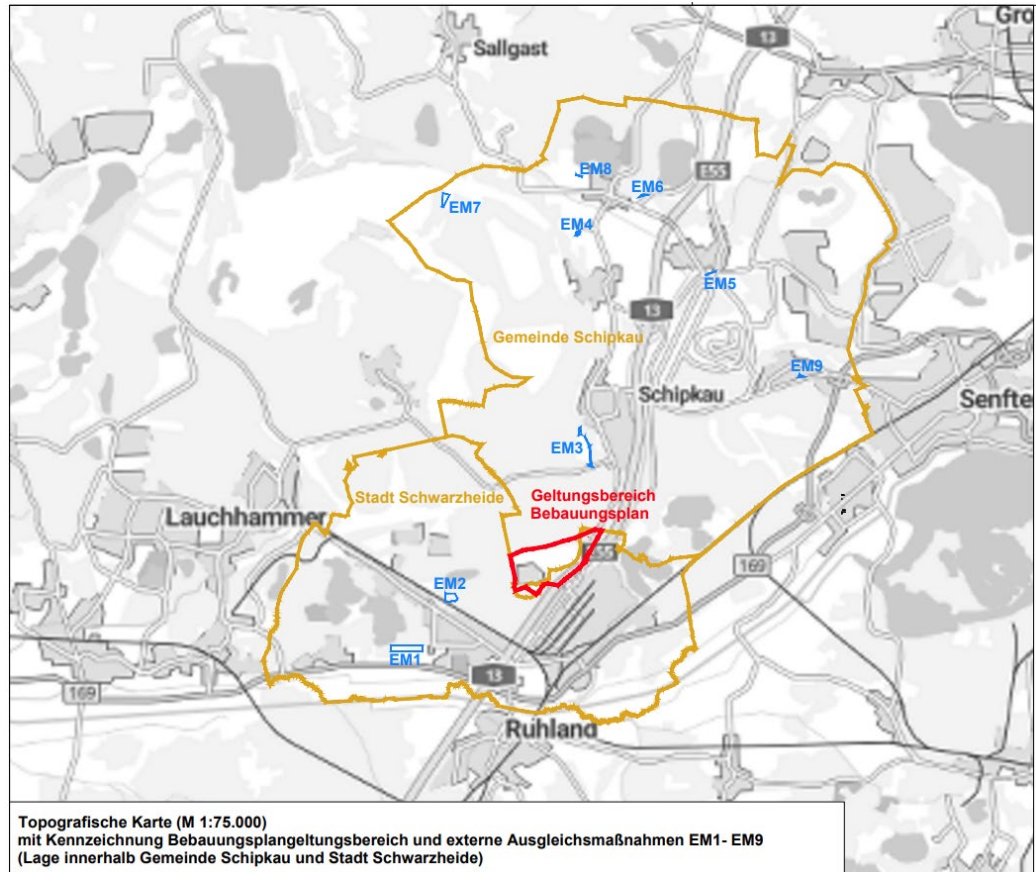 Gro
13
Sallgast
E55
EM8
EM6
EM7
EM4
EM5
13
Gemeinde Schipkau
EM9
Schipkau
Senfte
EM3
Stadt Schwarzheide
Geltungsbereich
Bebauungsplan
Lauchhammer
E55
169
EM2
EM1
13
169
Ruhland
Topografische Karte (M 1:75.000)
mit Kennzeichnung Bebauungsplangeltungsbereich und externe Ausgleichsmaßnahmen EM1- EM9
(Lage innerhalb Gemeinde Schipkau und Stadt Schwarzheide)